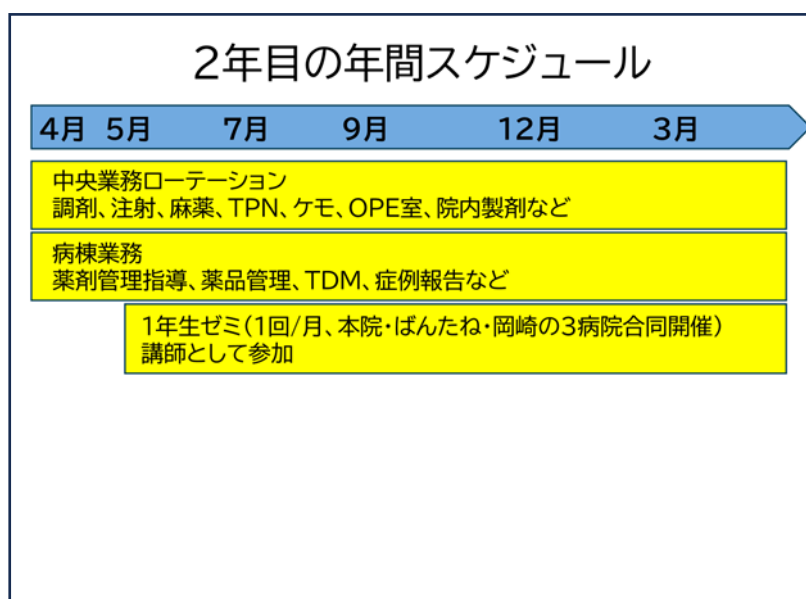 2年目の年間スケジュール
4月 5月 7月 9月 12月 3月
中央業務ローテーション
調剤、注射、麻薬、TPN、ケモ、OPE室、院内製剤など
病棟業務
薬剤管理指導、薬品管理、TDM、症例報告など
1年生ゼミ(1回/月、本院・ばんたね・岡崎の3病院合同開催)
講師として参加